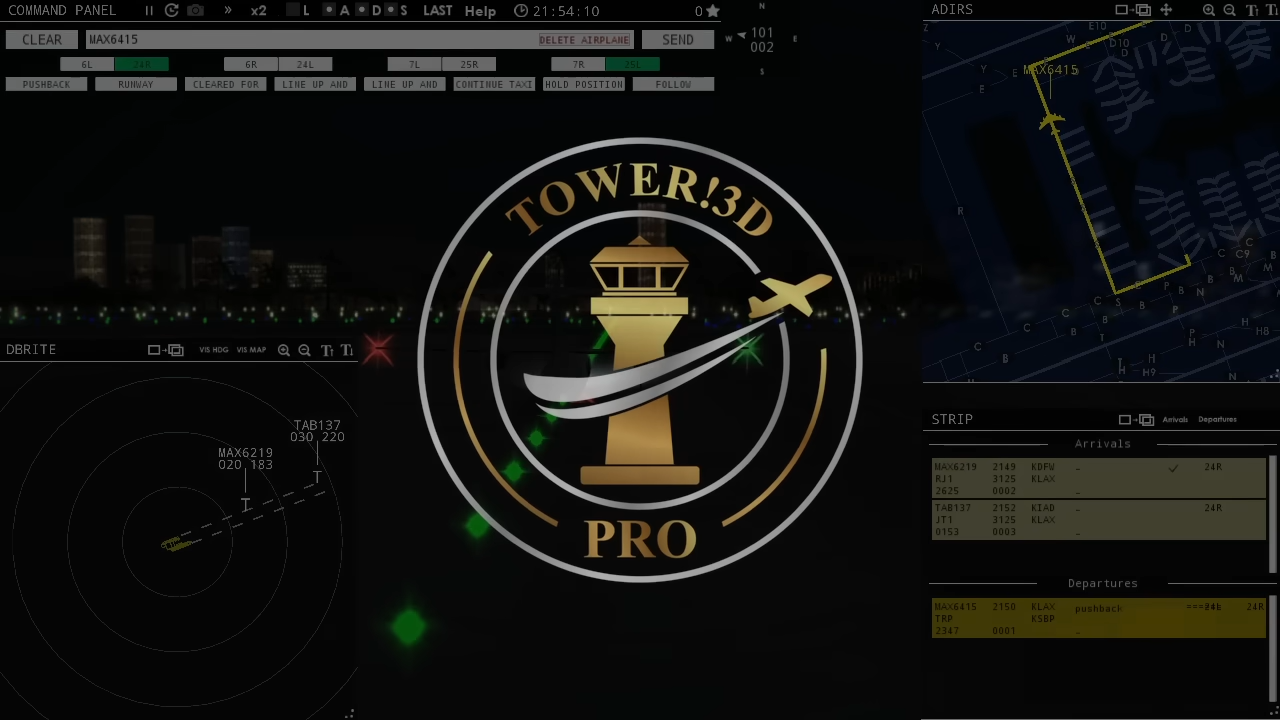 COMMAND PANEL » x2 L A D S LAST Help 21:54:10 0
CLEAR MAX6415 DELETE AIRPLANE SEND
6L 24R 6R 24L 7L 25R 7R 25L
PUSHBACK RUNWAY CLEARED FOR LINE UP AND LINE UP AND CONTINUE TAXI HOLD POSITION FOLLOW
N
W 101 E
002
S
ADIRS
MAX6415
TOWER!3D
PRO
DBRITE VIS HDG VIS MAP
TAB137
030 220
MAX6219
020 183
STRIP Arrivals Departures
Arrivals
MAX6219 2149 KDFW _ 24R
RJ1 3125 KLAX
2625 0002 _
TAB137 2152 KIAD _ 24R
JT1 3125 KLAX
0153 0003 _
Departures
MAX6415 2150 KLAX pushback 24R
TRP KSBP
2347 0001 _